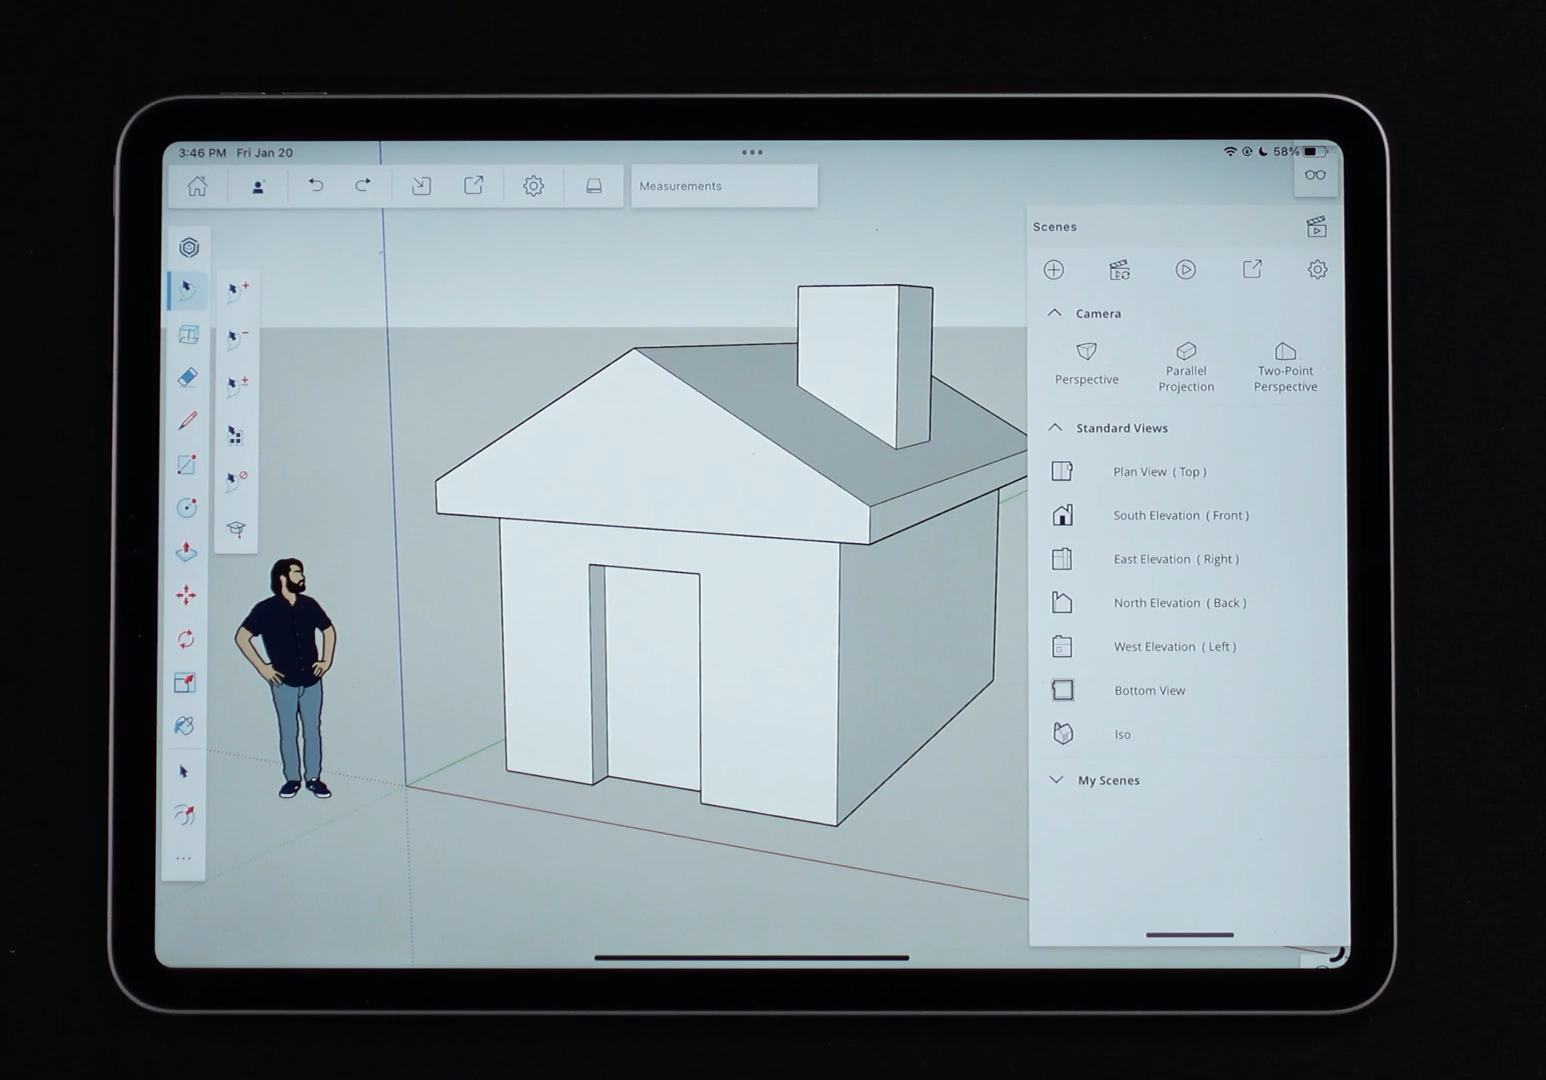 3:46 PM Fri Jan 20
58%
Measurements
Scenes
Camera
Perspective
Parallel
Projection
Two-Point
Perspective
Standard Views
Plan View ( Top )
South Elevation ( Front )
East Elevation ( Right )
North Elevation ( Back )
West Elevation ( Left )
Bottom View
Iso
My Scenes